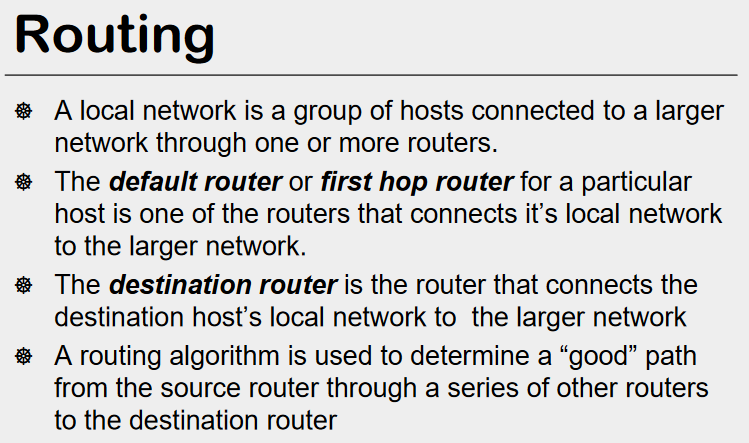 Routing
A local network is a group of hosts connected to a larger
network through one or more routers.
The default router or first hop router for a particular
host is one of the routers that connects it’s local network
to the larger network.
The destination router is the router that connects the
destination host’s local network to  the larger network
A routing algorithm is used to determine a “good” path
from the source router through a series of other routers
to the destination router